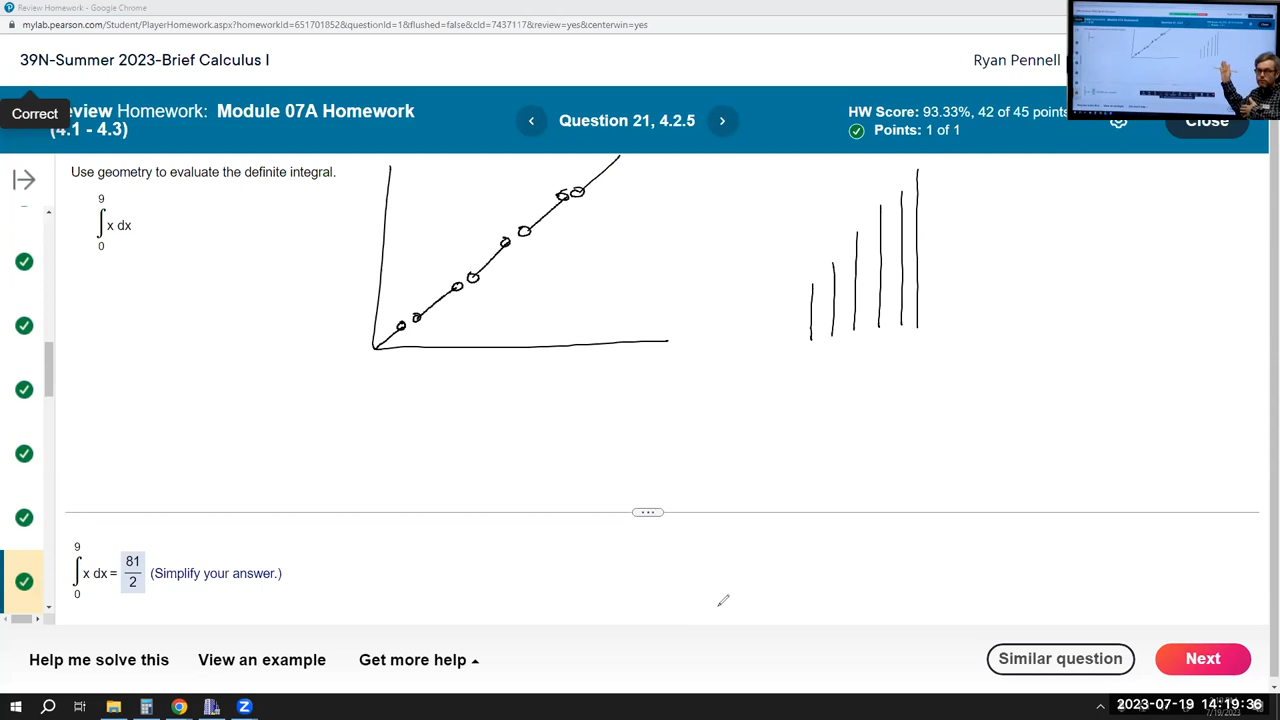 Review Homework - Google Chrome
mylab.pearson.com/Student/PlayerHomework.aspx?homeworkId=651701852&questionId=6&flushed=false&cId=7437117&review=yes&centerwin=yes
39N-Summer 2023-Brief Calculus I
Ryan Pennell
Correct
eview Homework: Module 07A Homework
(4.1 - 4.3)
Question 21, 4.2.5
HW Score: 93.33%, 42 of 45 points
Points: 1 of 1
Close
Use geometry to evaluate the definite integral.
9
∫ x dx
0
9
∫ x dx = 81/2 (Simplify your answer.)
0
Help me solve this
View an example
Get more help
Similar question
Next
2023-07-19 14:19:36